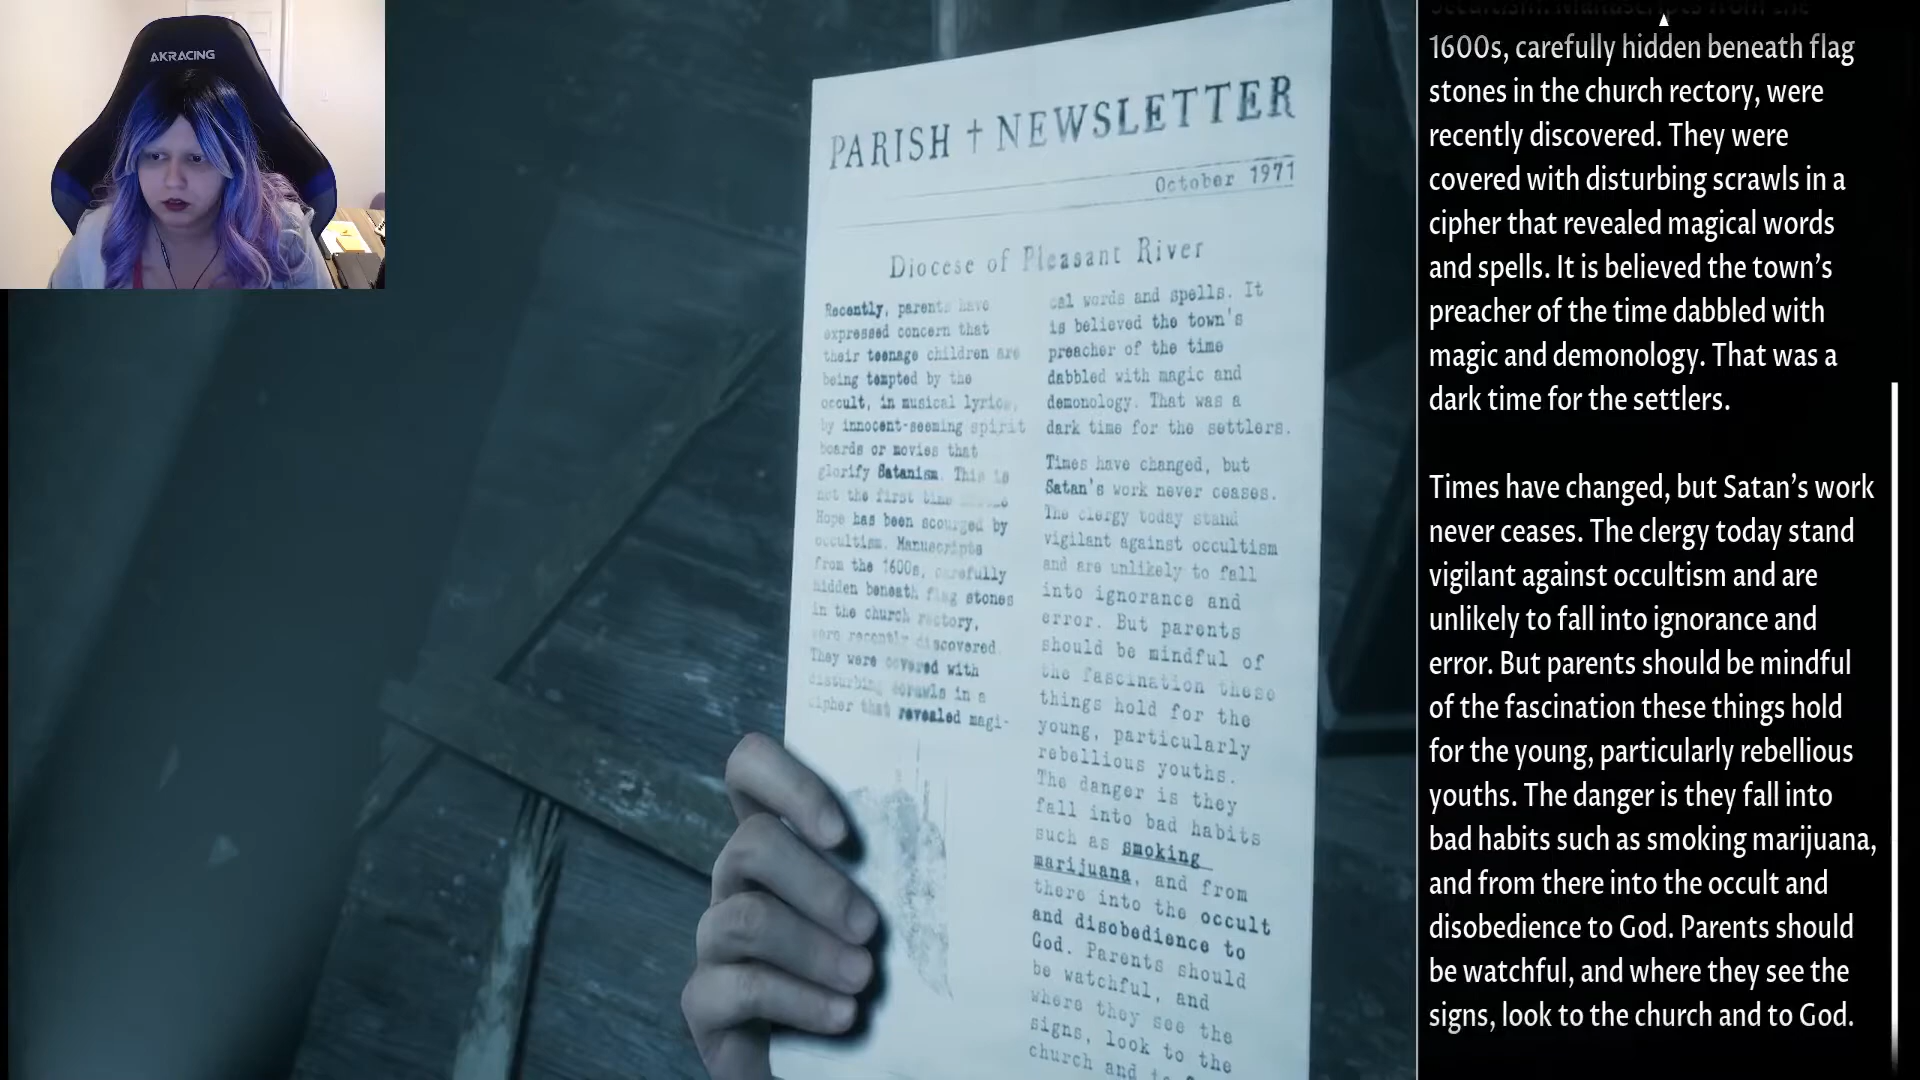 AKRACING
PARISH † NEWSLETTER
October 1971
Diocese of Pleasant River
Recently, parents have
expressed concern that
their teenage children are
being tempted by the
occult, in musical lyrics,
by innocent-seeming spirit
boards or movies that
glorify Satanism. This is
not the first time
Hope has been scourged by
occultism. Manuscripts
from the 1600s, carefully
hidden beneath flag stones
in the church rectory,
were recently discovered.
They were covered with
disturbing scrawls in a
cipher that revealed magi-
cal words and spells. It
is believed the town's
preacher of the time
dabbled with magic and
demonology. That was a
dark time for the settlers.
Times have changed, but
Satan's work never ceases.
The clergy today stand
vigilant against occultism
and are unlikely to fall
into ignorance and
error. But parents
should be mindful of
the fascination these
things hold for the
young, particularly
rebellious youths.
The danger is they
fall into bad habits
such as smoking
marijuana, and from
there into the occult
and disobedience to
God. Parents should
be watchful, and
where they see the
signs, look to the
church and to
occultism. Manuscripts from the
1600s, carefully hidden beneath flag
stones in the church rectory, were
recently discovered. They were
covered with disturbing scrawls in a
cipher that revealed magical words
and spells. It is believed the town's
preacher of the time dabbled with
magic and demonology. That was a
dark time for the settlers.
Times have changed, but Satan's work
never ceases. The clergy today stand
vigilant against occultism and are
unlikely to fall into ignorance and
error. But parents should be mindful
of the fascination these things hold
for the young, particularly rebellious
youths. The danger is they fall into
bad habits such as smoking marijuana,
and from there into the occult and
disobedience to God. Parents should
be watchful, and where they see the
signs, look to the church and to God.